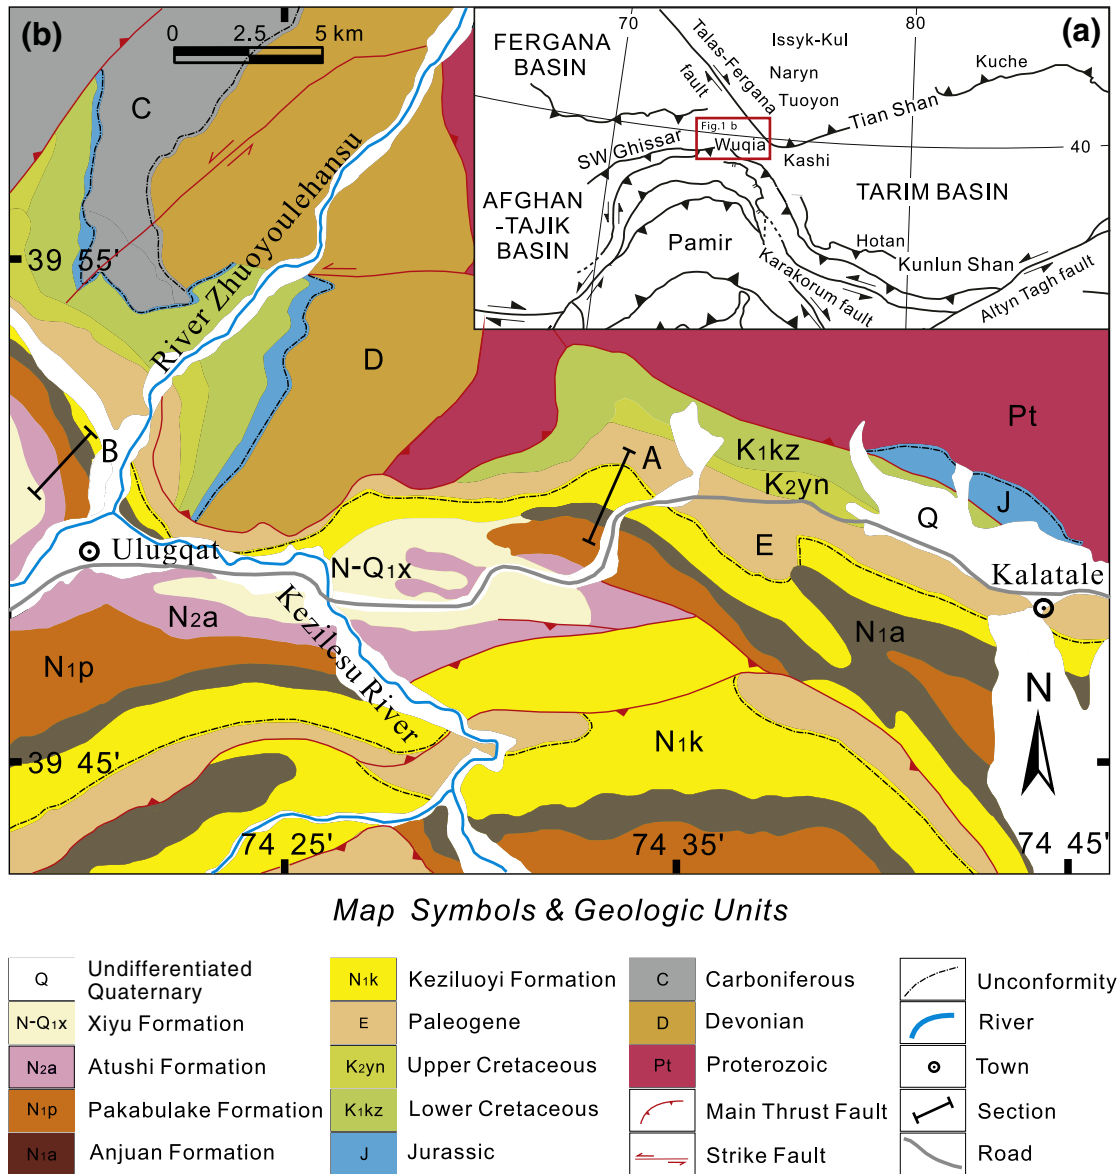 (b)
0 2.5 5 km
C
River Zhuoyoulehansu
39 55'
D
B
Ulugqat
N2a
N1p
N-Q1x
Kezilesu River
39 45'
A
K1kz
K2yn
Pt
J
Q
E
Kalatale
N1a
N1k
N
74 25'
74 35'
74 45'
(a)
70
80
40
FERGANA
BASIN
Talas-Fergana
fault
Issyk-Kul
Naryn
Tuoyon
Kuche
Tian Shan
Fig.1 b
Wuqia
SW Ghissar
Kashi
TARIM BASIN
AFGHAN
-TAJIK
BASIN
Pamir
Hotan
Kunlun Shan
Karakorum fault
Altyn Tagh fault
Map Symbols & Geologic Units
Q Undifferentiated
Quaternary
N-Q1x Xiyu Formation
N2a Atushi Formation
N1p Pakabulake Formation
N1a Anjuan Formation
N1k Keziluoyi Formation
E Paleogene
K2yn Upper Cretaceous
K1kz Lower Cretaceous
J Jurassic
C Carboniferous
D Devonian
Pt Proterozoic
Main Thrust Fault
Strike Fault
Unconformity
River
Town
Section
Road